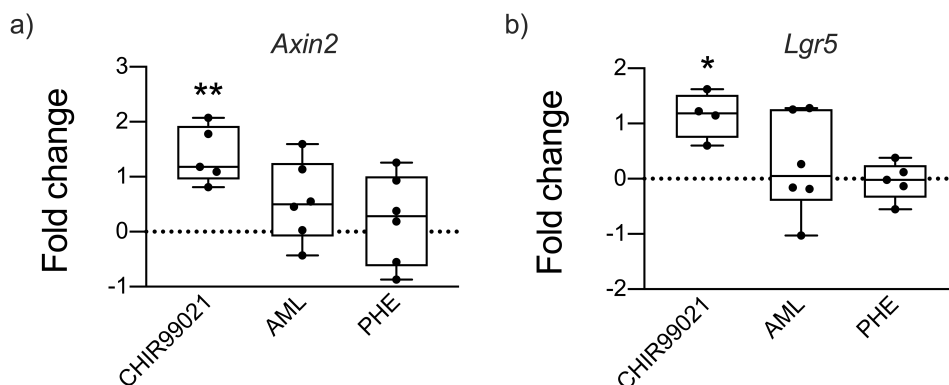 a)
Axin2
Fold change
3
2
1
0
-1
**
CHIR99021
AML
PHE
b)
Lgr5
Fold change
2
1
0
-1
-2
*
CHIR99021
AML
PHE